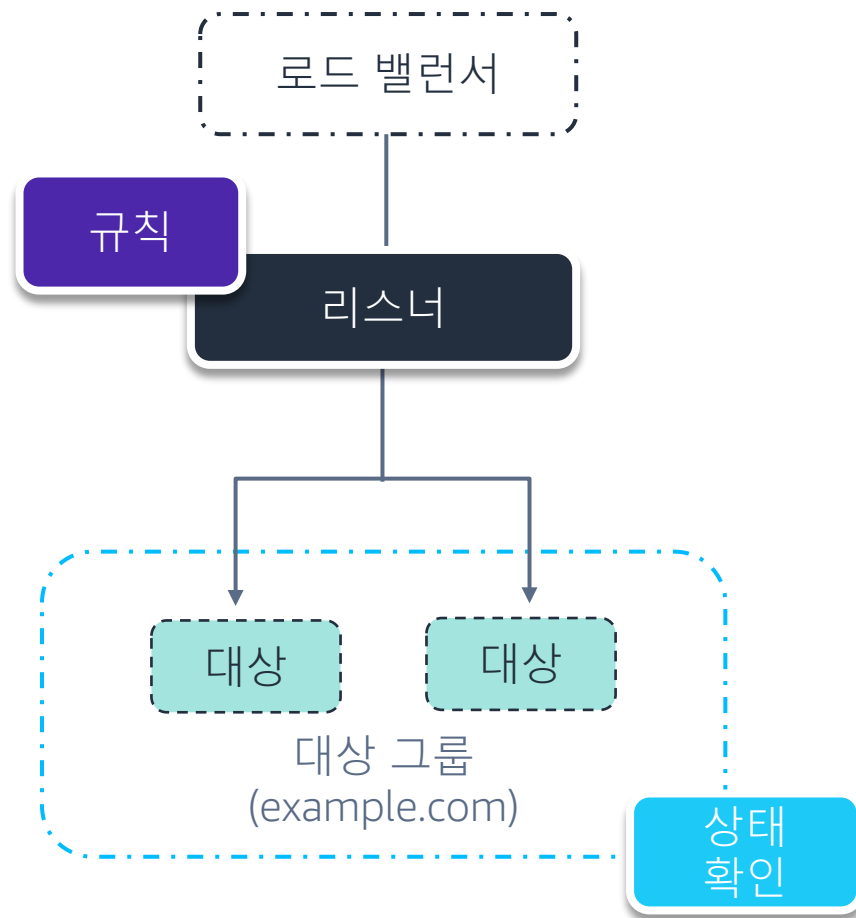 로드 밸런서
규칙
리스너
대상
대상
대상 그룹
(example.com)
상태
확인